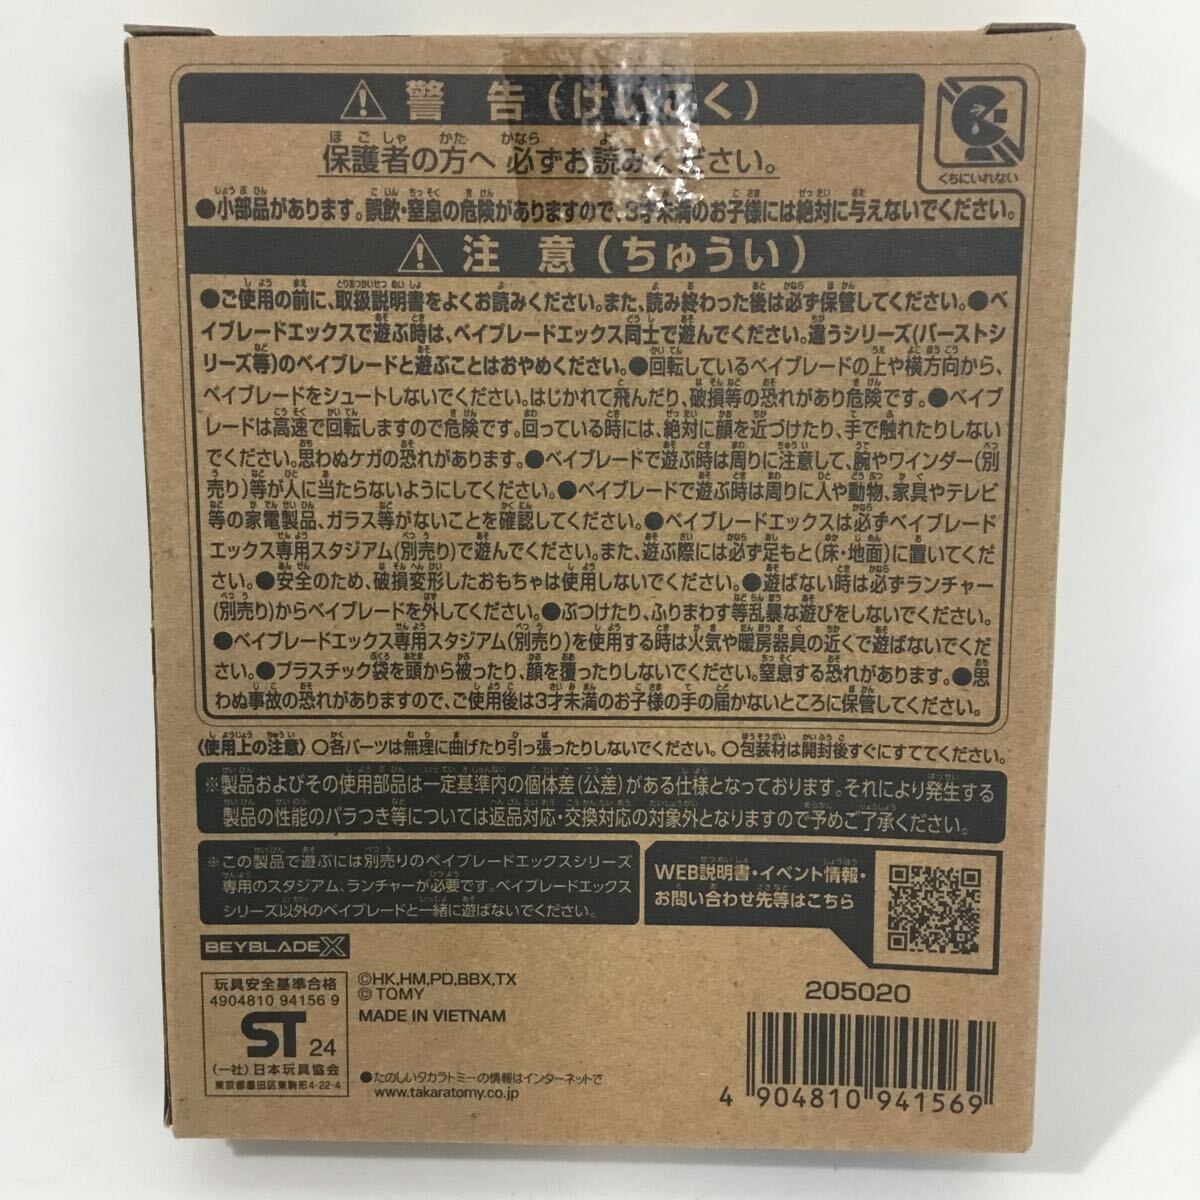 警 告(けいこく)
くちにいれない
保護者の方へ 必ずお読みください。
●小部品があります。誤飲・窒息の危険がありますので、3才未満のお子様には絶対に与えないでください。
注 意(ちゅうい)
●ご使用の前に、取扱説明書をよくお読みください。また、読み終わった後は必ず保管してください。●ベ
イブレードエックスで遊ぶ時は、ベイブレードエックス同士で遊んでください。違うシリーズ(バーストシ
リーズ等)のベイブレードと遊ぶことはおやめください。●回転しているベイブレードの上や横方向から、
ベイブレードをシュートしないでください。はじかれて飛んだり、破損等の恐れがあり危険です。●ベイブ
レードは高速で回転しますので危険です。回っている時には、絶対に顔を近づけたり、手で触れたりしない
でください。思わぬケガの恐れがあります。●ベイブレードで遊ぶ時は周りに注意して、腕やワインダー(別
売り)等が人に当たらないようにしてください。●ベイブレードで遊ぶ時は周りに人や動物、家具やテレビ
等の家電製品、ガラス等がないことを確認してください。●ベイブレードエックスは必ずベイブレード
エックス専用スタジアム(別売り)で遊んでください。また、遊ぶ際には必ず足もと(床・地面)に置いてくだ
さい。●安全のため、破損変形したおもちゃは使用しないでください。●遊ばない時は必ずランチャー
(別売り)からベイブレードを外してください。●ぶつけたり、ふりまわす等乱暴な遊びをしないでください。
●ベイブレードエックス専用スタジアム(別売り)を使用する時は火気や暖房器具の近くで遊ばないでくだ
さい。●プラスチック袋を頭から被ったり、顔を覆ったりしないでください。窒息する恐れがあります。●思
わぬ事故の恐れがありますので、ご使用後は3才未満のお子様の手の届かないところに保管してください。
〈使用上の注意〉○各パーツは無理に曲げたり引っ張ったりしないでください。○包装材は開封後すぐにすててください。
※製品およびその使用部品は一定基準内の個体差(公差)がある仕様となっております。それにより発生する
製品の性能のバラつき等については返品対応・交換対応の対象外となりますので予めご了承ください。
※この製品で遊ぶには別売りのベイブレードエックスシリーズ
専用のスタジアム、ランチャーが必要です。ベイブレードエックス
シリーズ以外のベイブレードと一緒に遊ばないでください。
WEB説明書・イベント情報・
お問い合わせ先等はこちら
BEYBLADE X
玩具安全基準合格
4904810 94156 9
ST 24
(一社)日本玩具協会
東京都墨田区東駒形4-22-4
©HK,HM,PD,BBX,TX
© TOMY
MADE IN VIETNAM
●たのしいタカラトミーの情報はインターネットで
www.takaratomy.co.jp
205020
4 904810 941569